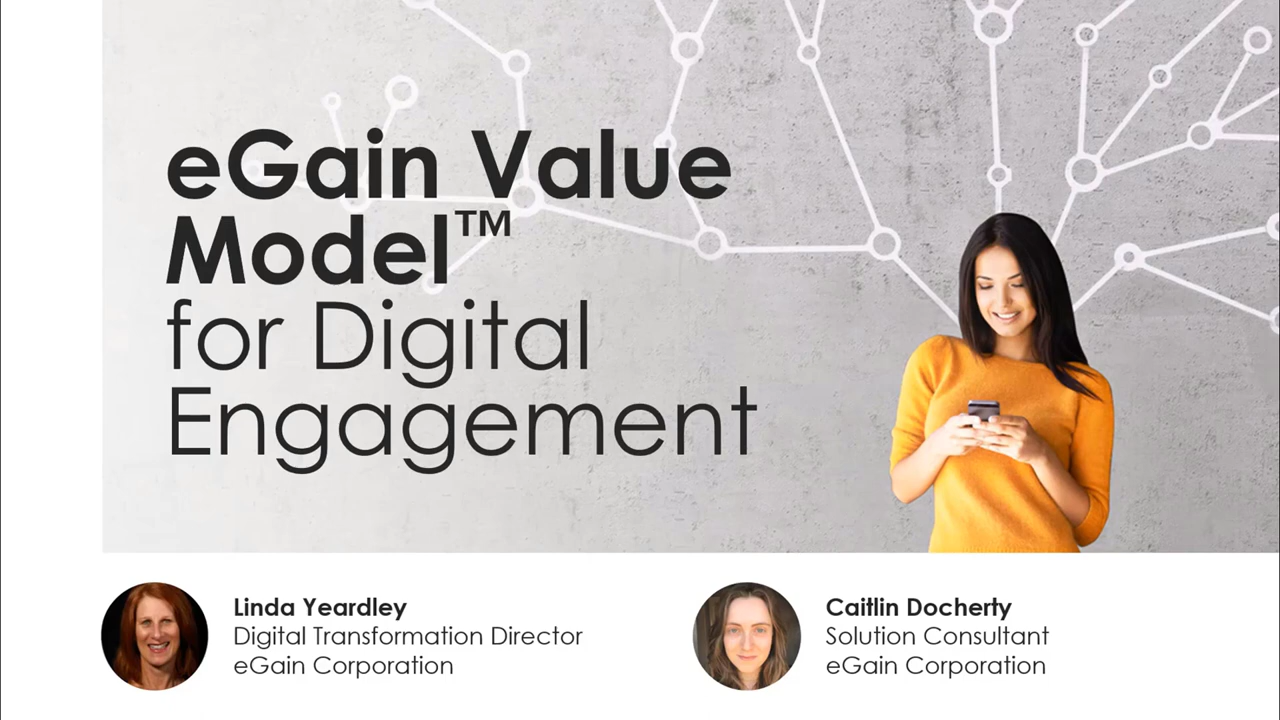 eGain Value
Model™
for Digital
Engagement
Linda Yeardley
Digital Transformation Director
eGain Corporation
Caitlin Docherty
Solution Consultant
eGain Corporation